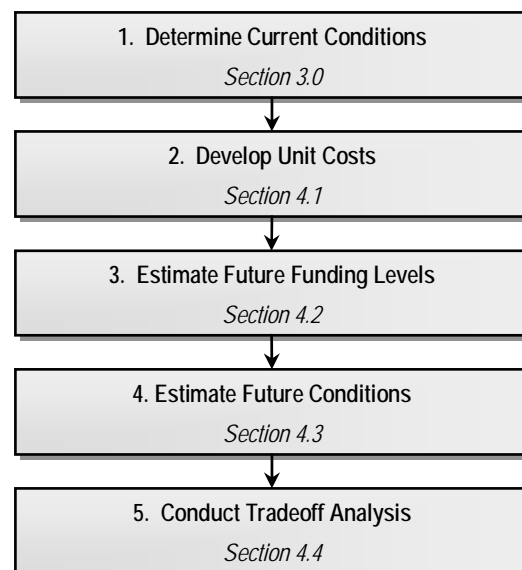 1. Determine Current Conditions
Section 3.0
2. Develop Unit Costs
Section 4.1
3. Estimate Future Funding Levels
Section 4.2
4. Estimate Future Conditions
Section 4.3
5. Conduct Tradeoff Analysis
Section 4.4